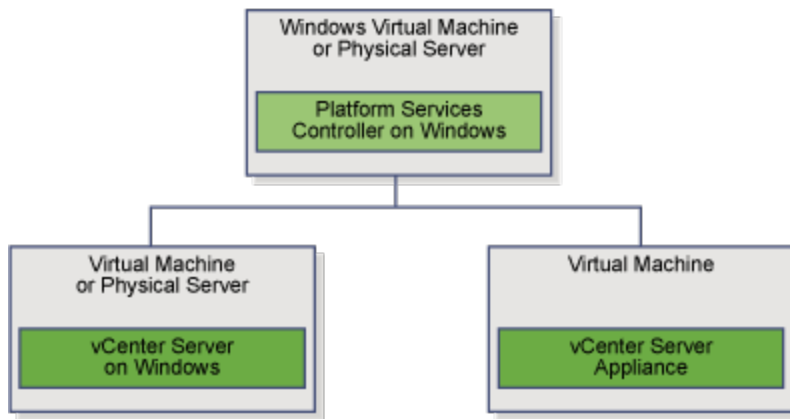 Windows Virtual Machine
or Physical Server
Platform Services
Controller on Windows
Virtual Machine
or Physical Server
vCenter Server
on Windows
Virtual Machine
vCenter Server
Appliance